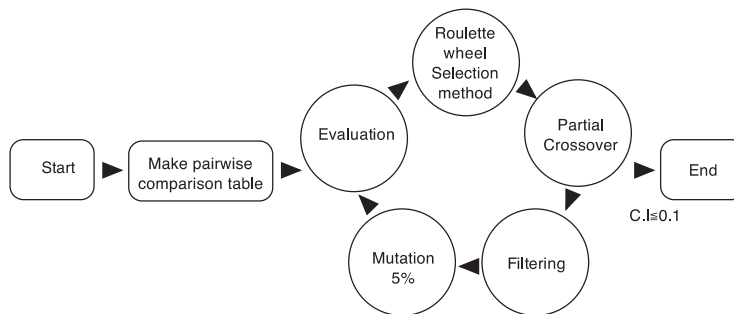 Start
Make pairwise
comparison table
Evaluation
Roulette
wheel
Selection
method
Partial
Crossover
End
C.I≦0.1
Filtering
Mutation
5%